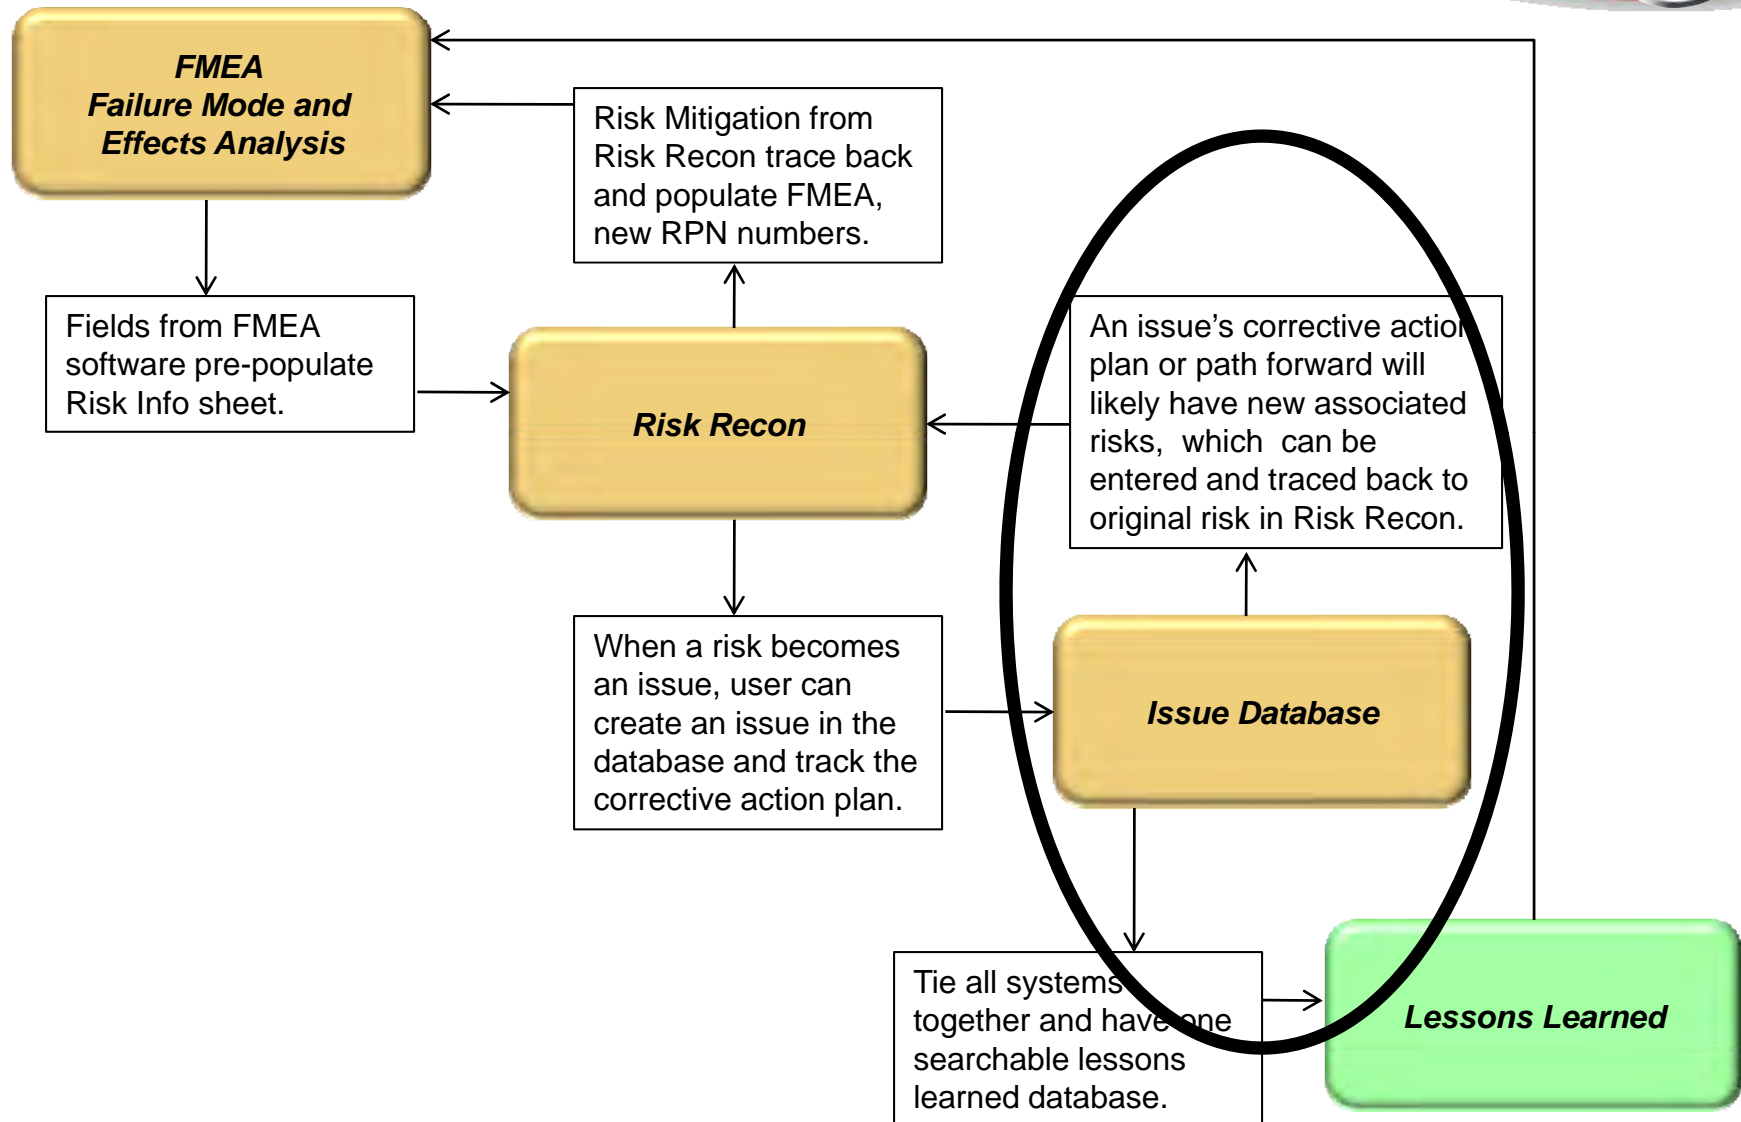 FMEA
Failure Mode and
Effects Analysis
Risk Mitigation from
Risk Recon trace back
and populate FMEA,
new RPN numbers.
Fields from FMEA
software pre-populate
Risk Info sheet.
Risk Recon
An issue’s corrective action
plan or path forward will
likely have new associated
risks,  which  can be
entered and traced back to
original risk in Risk Recon.
When a risk becomes
an issue, user can
create an issue in the
database and track the
corrective action plan.
Issue Database
Tie all systems
together and have one
searchable lessons
learned database.
Lessons Learned